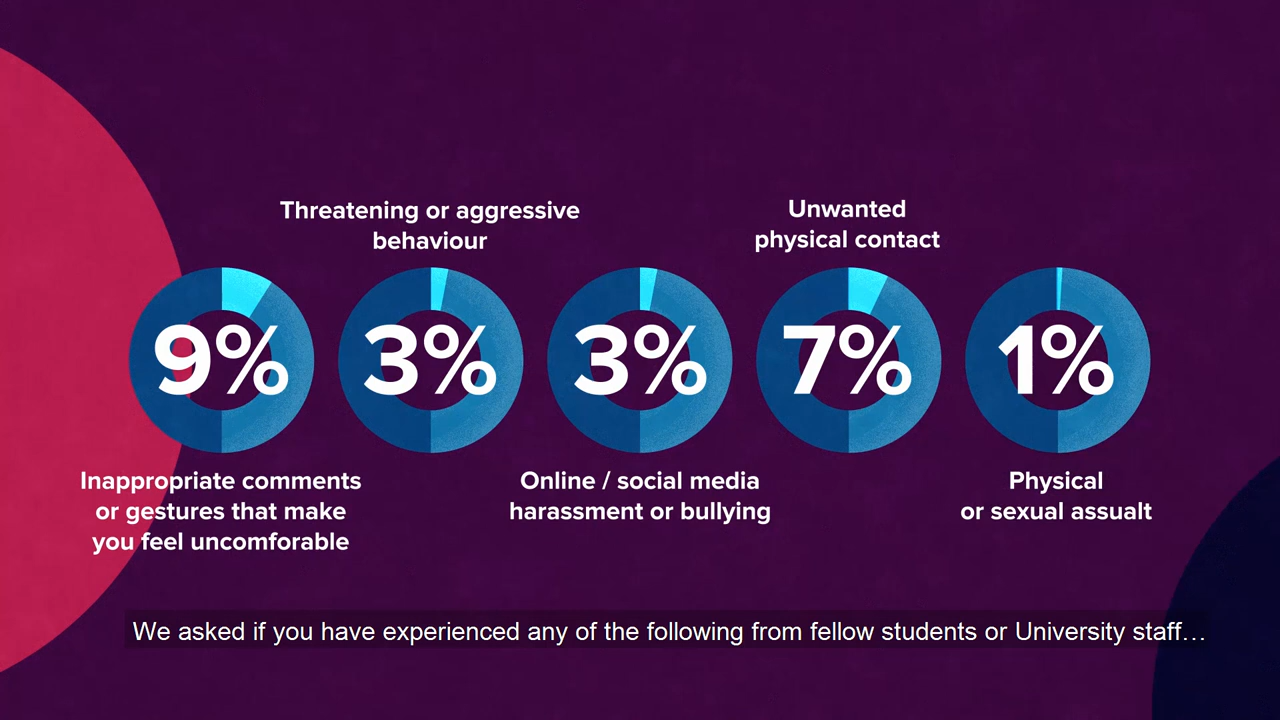 Threatening or aggressive
behaviour
Unwanted
physical contact
9%
3%
3%
7%
1%
Inappropriate comments
or gestures that make
you feel uncomforable
Online / social media
harassment or bullying
Physical
or sexual assualt
We asked if you have experienced any of the following from fellow students or University staff…